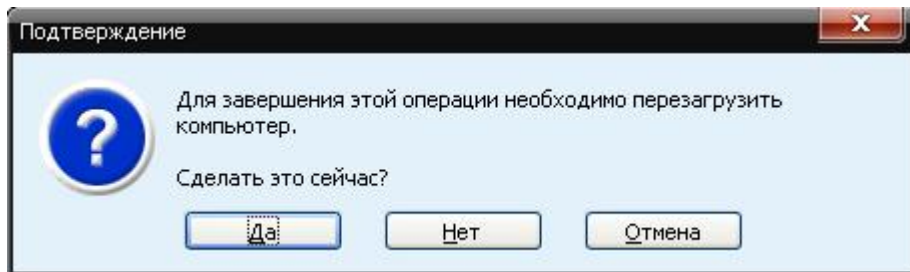 Подтверждение
Для завершения этой операции необходимо перезагрузить
компьютер.
Сделать это сейчас?
Да Нет Отмена